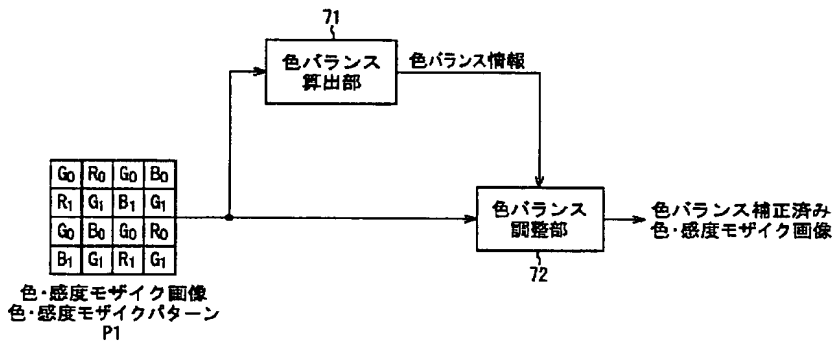 71
色バランス
算出部
色バランス情報
G0 R0 G0 B0
R1 G1 B1 G1
G0 B0 G0 R0
B1 G1 R1 G1
色バランス
調整部
72
色バランス補正済み
色・感度モザイク画像
色・感度モザイク画像
色・感度モザイクパターン
P1